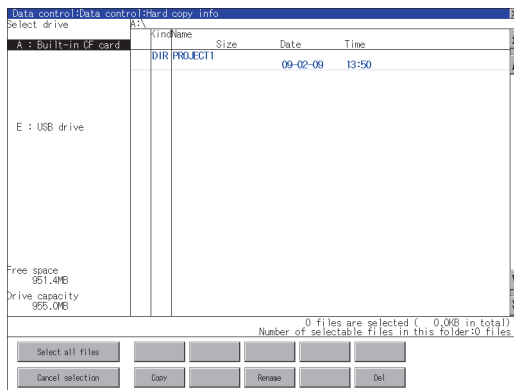 Data control:Data control:Hard copy info
Select drive
A : Built-in CF card
E : USB drive
Free space
951.4MB
Drive capacity
955.0MB
A:\
Kind Name
Size Date Time
DIR PROJECT1
09-02-09 13:50
0 files are selected ( 0.0KB in total)
Number of selectable files in this folder:0 files
Select all files
Cancel selection Copy Rename Del